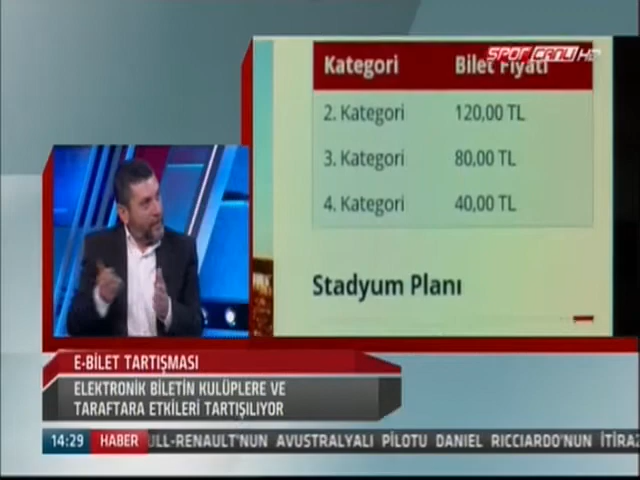 SPOR CANLI HD
Kategori Bilet Fiyatı
2. Kategori 120,00 TL
3. Kategori 80,00 TL
4. Kategori 40,00 TL
Stadyum Planı
E-BİLET TARTIŞMASI
ELEKTRONİK BİLETİN KULÜPLERE VE
TARAFTARA ETKİLERİ TARTIŞILIYOR
14:29 HABER ULL-RENAULT'NUN AVUSTRALYALI PİLOTU DANIEL RICCIARDO'NUN İTİRAZ